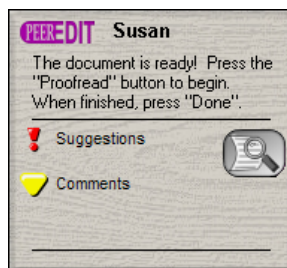 PEEREDIT Susan
The document is ready! Press the
"Proofread" button to begin.
When finished, press "Done".
Suggestions
Comments